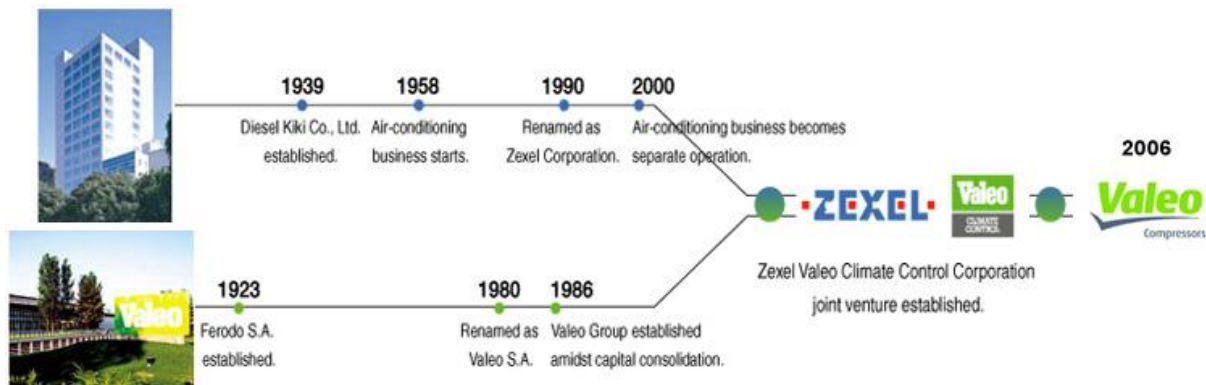 1939
Diesel Kiki Co., Ltd.
established.
1958
Air-conditioning
business starts.
1990
Renamed as
Zexel Corporation.
2000
Air-conditioning business becomes
separate operation.
Valeo
1923
Ferodo S.A.
established.
1980
Renamed as
Valeo S.A.
1986
Valeo Group established
amidst capital consolidation.
ZEXEL
Valeo
CLIMATE
CONTROL
Zexel Valeo Climate Control Corporation
joint venture established.
2006
Valeo
Compressors